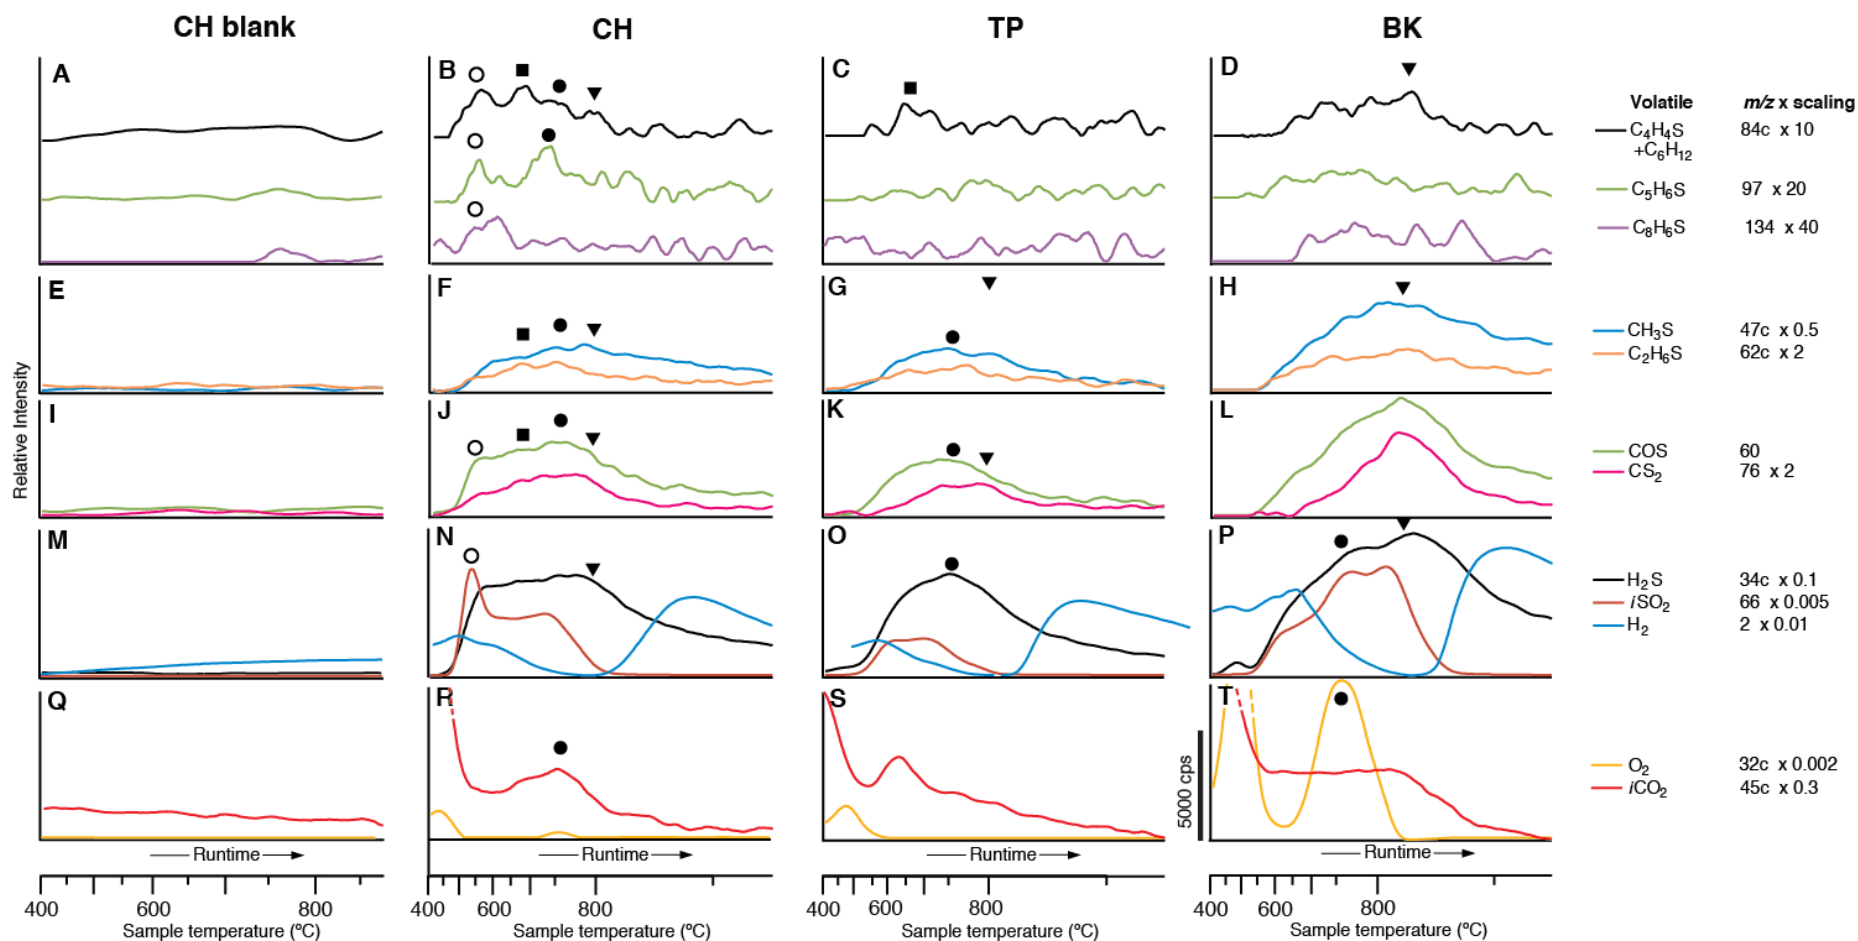 CH blank CH TP BK
A B C D
Volatile m/z x scaling
C₄H₄S 84c x 10
+C₆H₁₂
C₅H₆S 97 x 20
C₈H₆S 134 x 40
E F G H
CH₃S 47c x 0.5
C₂H₆S 62c x 2
Relative Intensity
I J K L
COS 60
CS₂ 76 x 2
M N O P
H₂S 34c x 0.1
iSO₂ 66 x 0.005
H₂ 2 x 0.01
Q R S T
5000 cps
O₂ 32c x 0.002
iCO₂ 45c x 0.3
Runtime Runtime Runtime Runtime
400 600 800 400 600 800 400 600 800 400 600 800
Sample temperature (ºC) Sample temperature (ºC) Sample temperature (ºC) Sample temperature (ºC)